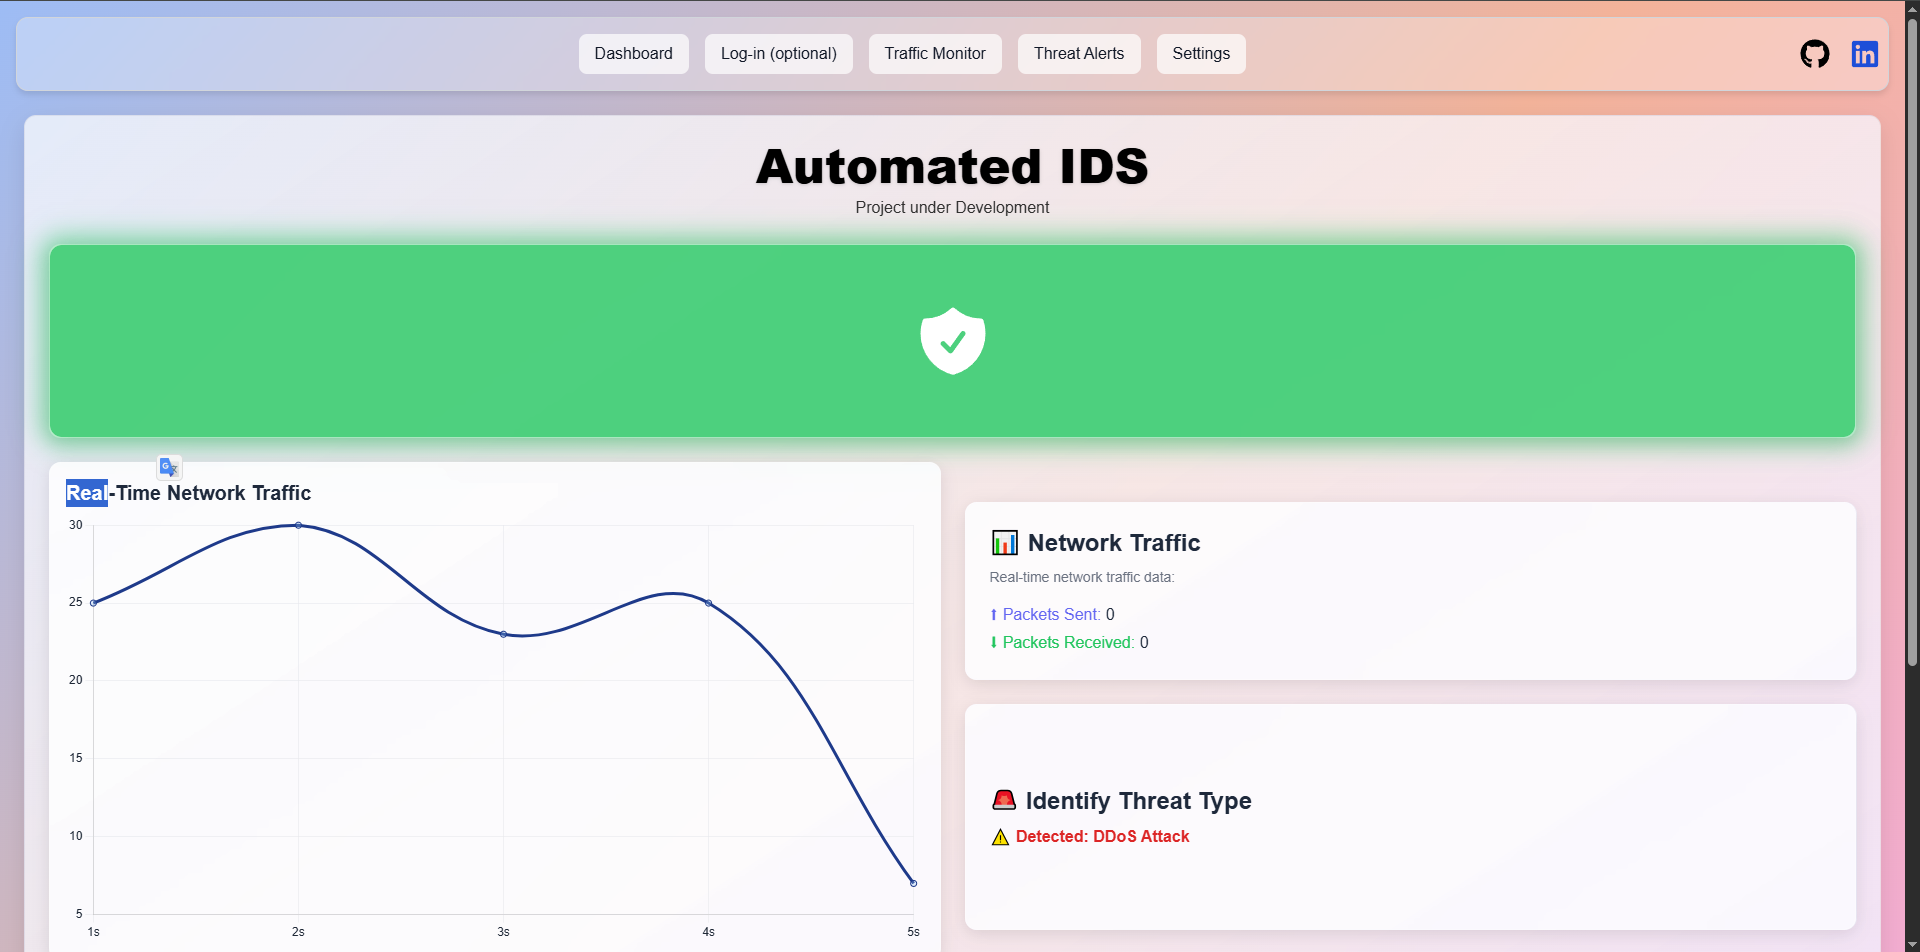 Dashboard
Log-in (optional)
Traffic Monitor
Threat Alerts
Settings
in
Automated IDS
Project under Development
Real-Time Network Traffic
30
25
20
15
10
5
1s
2s
3s
4s
5s
Network Traffic
Real-time network traffic data:
⬆ Packets Sent: 0
⬇ Packets Received: 0
Identify Threat Type
Detected: DDoS Attack